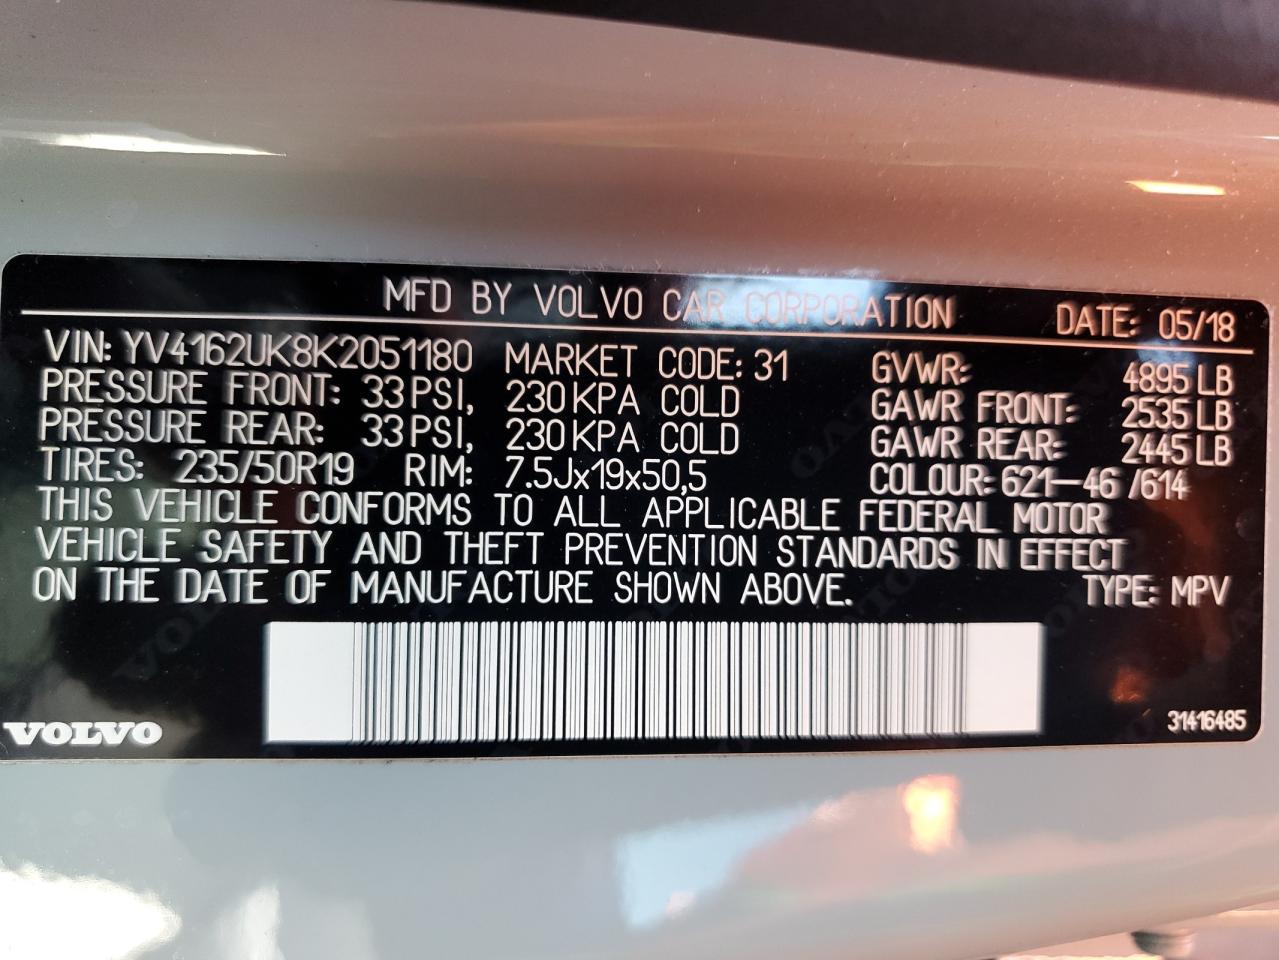 MFD BY VOLVO CAR CORPORATION DATE: 05/18
VIN: YV4162UK8K2051180 MARKET CODE: 31 GVWR: 4895 LB
PRESSURE FRONT: 33 PSI, 230 KPA COLD GAWR FRONT: 2535 LB
PRESSURE REAR: 33 PSI, 230 KPA COLD GAWR REAR: 2445 LB
TIRES: 235/50R19 RIM: 7.5Jx19x50,5 COLOUR: 621-46 /614
THIS VEHICLE CONFORMS TO ALL APPLICABLE FEDERAL MOTOR
VEHICLE SAFETY AND THEFT PREVENTION STANDARDS IN EFFECT
ON THE DATE OF MANUFACTURE SHOWN ABOVE. TYPE: MPV
VOLVO 31416485